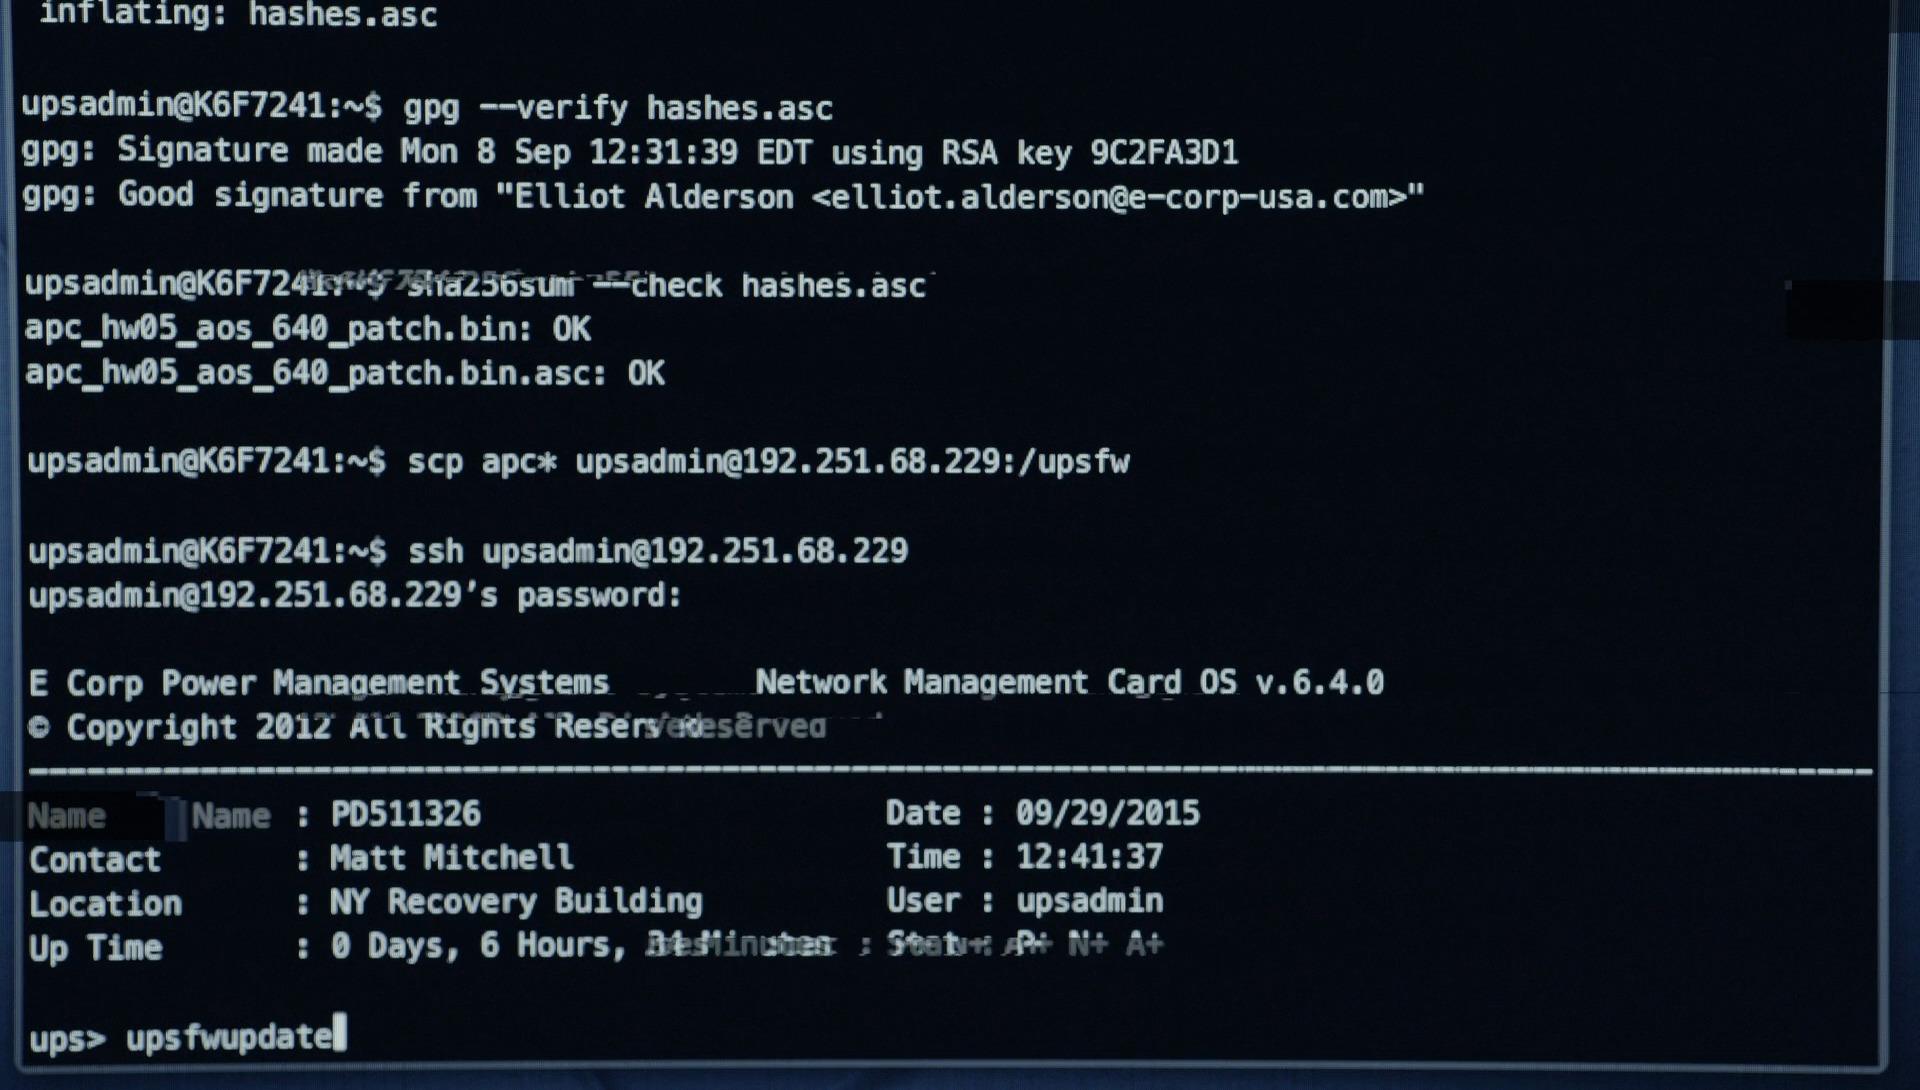 inflating: hashes.asc
upsadmin@K6F7241:~$ gpg --verify hashes.asc
gpg: Signature made Mon 8 Sep 12:31:39 EDT using RSA key 9C2FA3D1
gpg: Good signature from "Elliot Alderson <elliot.alderson@e-corp-usa.com>"
upsadmin@K6F7241:~$ sha256sum --check hashes.asc
apc_hw05_aos_640_patch.bin: OK
apc_hw05_aos_640_patch.bin.asc: OK
upsadmin@K6F7241:~$ scp apc* upsadmin@192.251.68.229:/upsfw
upsadmin@K6F7241:~$ ssh upsadmin@192.251.68.229
upsadmin@192.251.68.229's password:
E Corp Power Management Systems Network Management Card OS v.6.4.0
© Copyright 2012 All Rights Reserved
Name Name : PD511326 Date : 09/29/2015
Contact : Matt Mitchell Time : 12:41:37
Location : NY Recovery Building User : upsadmin
Up Time : 0 Days, 6 Hours, Minutes Stat : P+ N+ A+
ups> upsfwupdate